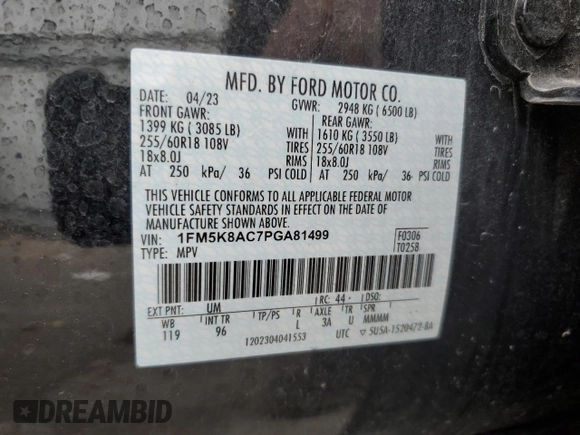 MFD. BY FORD MOTOR CO.
DATE: 04/23 GVWR: 2948 KG ( 6500 LB)
FRONT GAWR: REAR GAWR:
1399 KG ( 3085 LB) WITH 1610 KG ( 3550 LB) WITH
255/60R18 108V TIRES 255/60R18 108V TIRES
18x8.0J RIMS 18x8.0J RIMS
AT 250 kPa/ 36 PSI COLD AT 250 kPa/ 36 PSI COLD
THIS VEHICLE CONFORMS TO ALL APPLICABLE FEDERAL MOTOR
VEHICLE SAFETY STANDARDS IN EFFECT ON THE DATE OF
MANUFACTURE SHOWN ABOVE.
VIN: 1FM5K8AC7PGA81499 F0306
TYPE: MPV T0258
EXT PNT: UM RC: 44 DSO:
WB INT TR TP/PS R AXLE TR SPR
119 96 L 3A U MMMM
1202304041553 UTC 5U5A-1520472-BA
DREAMBID